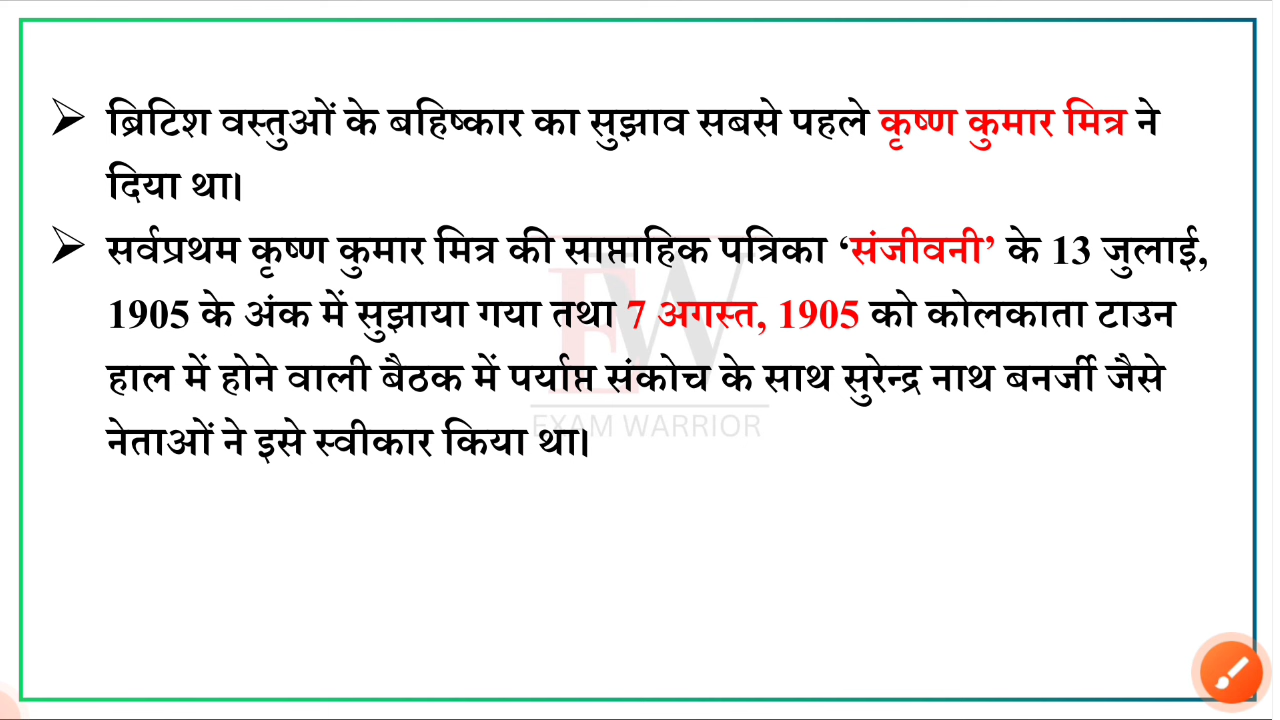 ➢ ब्रिटिश वस्तुओं के बहिष्कार का सुझाव सबसे पहले कृष्ण कुमार मित्र ने
दिया था।
➢ सर्वप्रथम कृष्ण कुमार मित्र की साप्ताहिक पत्रिका ‘संजीवनी’ के 13 जुलाई,
1905 के अंक में सुझाया गया तथा 7 अगस्त, 1905 को कोलकाता टाउन
हाल में होने वाली बैठक में पर्याप्त संकोच के साथ सुरेन्द्र नाथ बनर्जी जैसे
नेताओं ने इसे स्वीकार किया था।
EW
EXAM WARRIOR